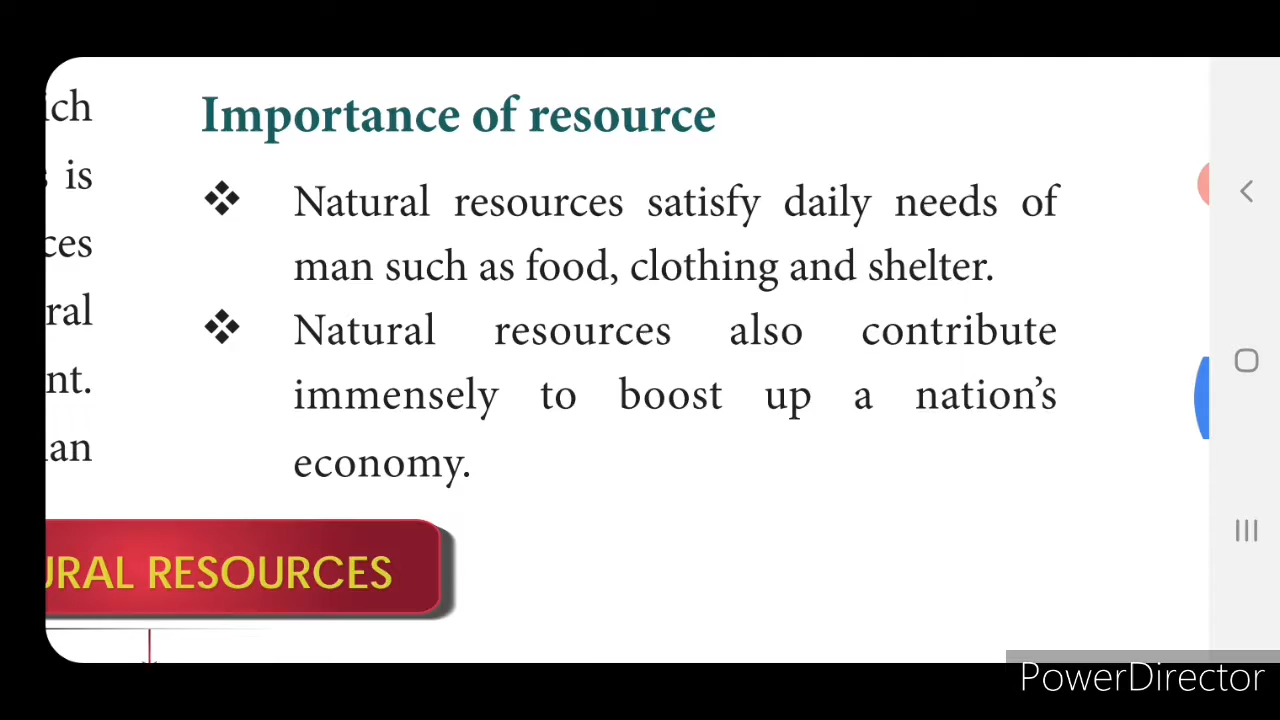 ich
is
ces
ral
nt.
an
Importance of resource
❖ Natural resources satisfy daily needs of
man such as food, clothing and shelter.
❖ Natural resources also contribute
immensely to boost up a nation’s
economy.
URAL RESOURCES
PowerDirector